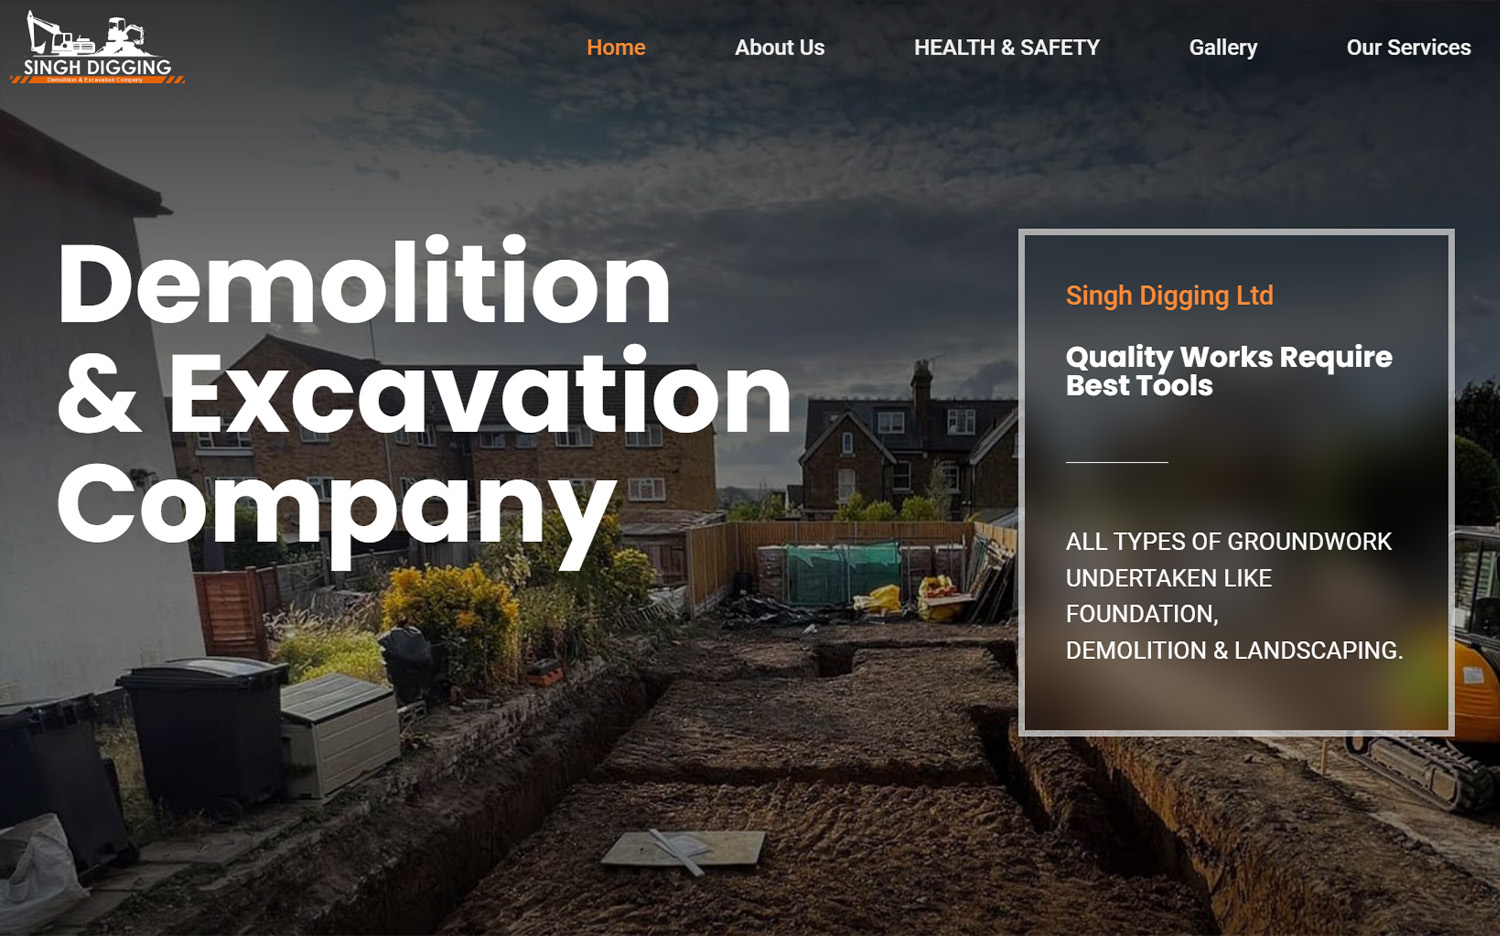 SINGH DIGGING
Demolition & Excavation Company
Home
About Us
HEALTH & SAFETY
Gallery
Our Services
Demolition
& Excavation
Company
Singh Digging Ltd
Quality Works Require
Best Tools
ALL TYPES OF GROUNDWORK
UNDERTAKEN LIKE
FOUNDATION,
DEMOLITION & LANDSCAPING.